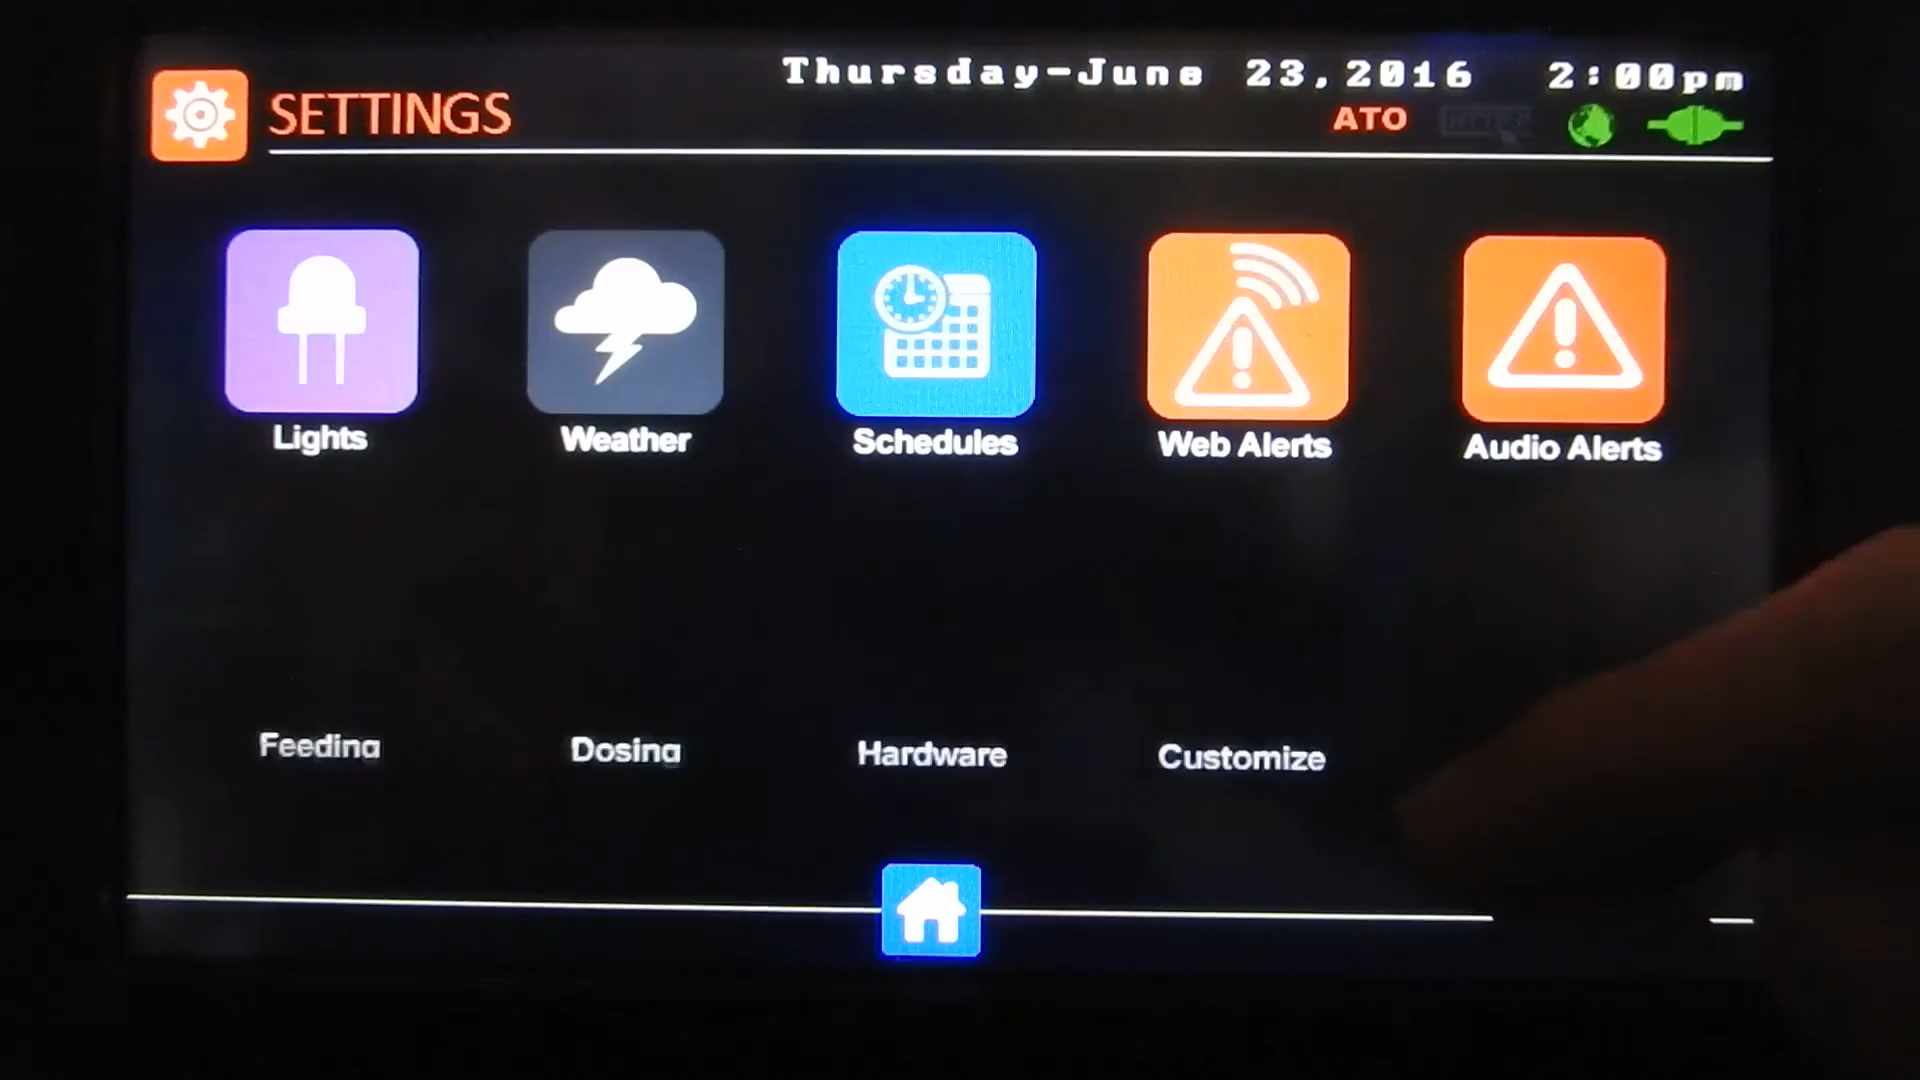 Thursday-June 23,2016 2:00pm
SETTINGS
ATO
Lights Weather Schedules Web Alerts Audio Alerts
Feeding Dosing Hardware Customize